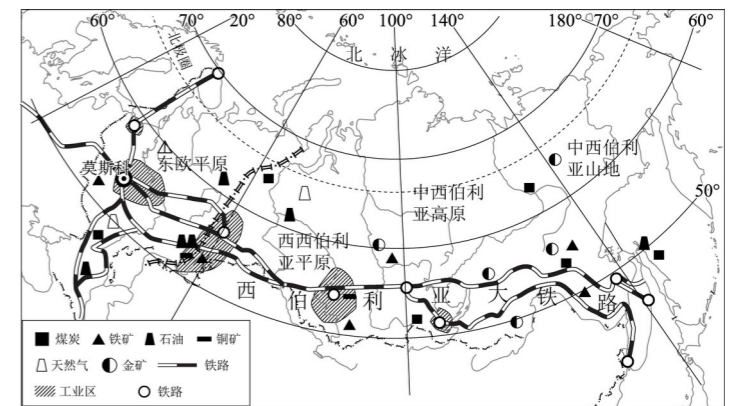 60° 70° 20° 80° 60° 100° 140° 180° 70° 60°
北极圈
北冰洋
莫斯科
东欧平原
中西伯利
亚山地
中西伯利
亚高原
50°
西西伯利
亚平原
西伯利亚大铁路
煤炭 铁矿 石油 铜矿
天然气 金矿 铁路
工业区 铁路